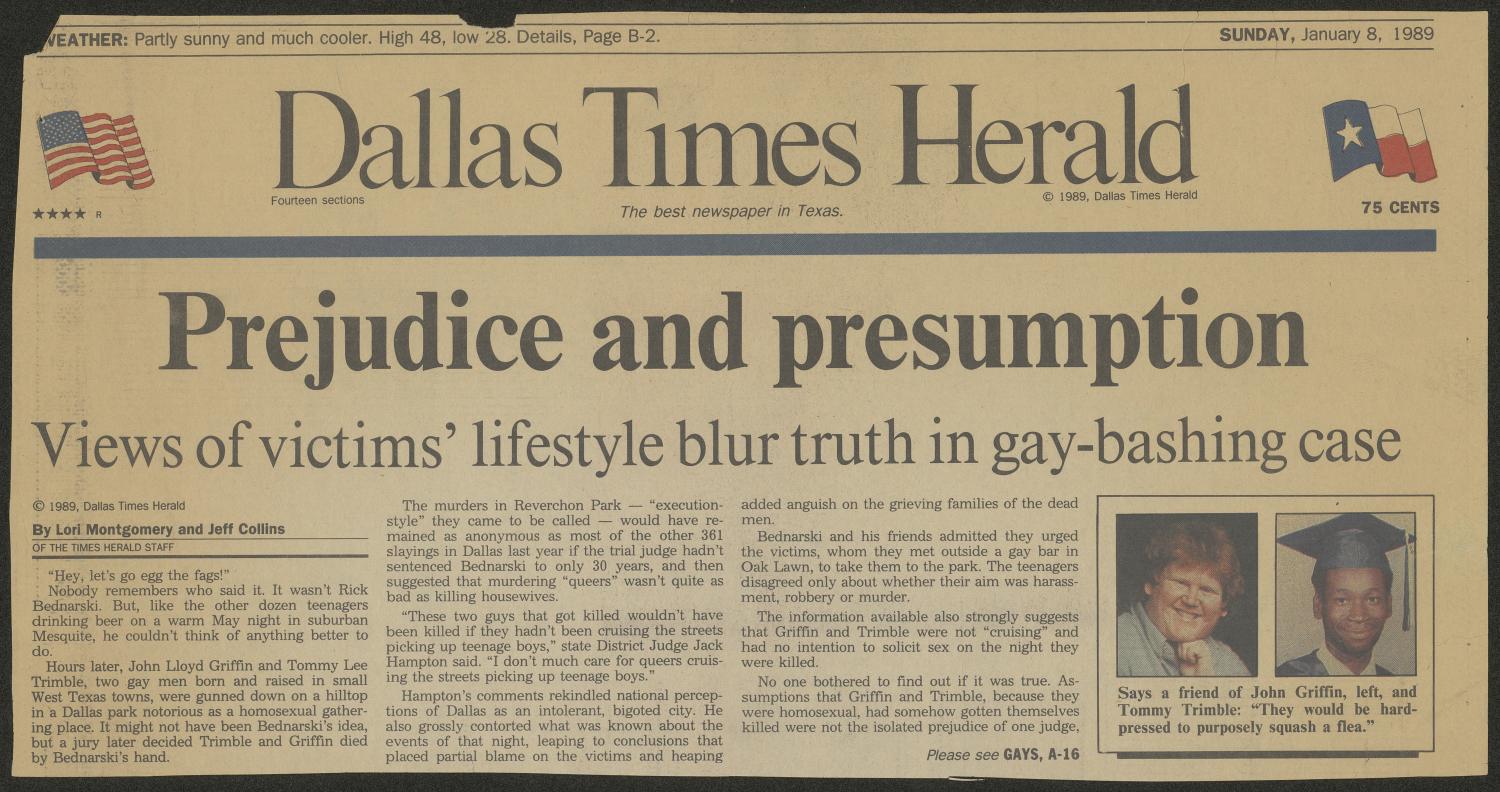 WEATHER: Partly sunny and much cooler. High 48, low 28. Details, Page B-2.
SUNDAY, January 8, 1989
Dallas Times Herald
Fourteen sections
© 1989, Dallas Times Herald
★★★★ R
The best newspaper in Texas.
75 CENTS
Prejudice and presumption
Views of victims’ lifestyle blur truth in gay-bashing case
© 1989, Dallas Times Herald
By Lori Montgomery and Jeff Collins
OF THE TIMES HERALD STAFF
“Hey, let’s go egg the fags!”
Nobody remembers who said it. It wasn’t Rick
Bednarski. But, like the other dozen teenagers
drinking beer on a warm May night in suburban
Mesquite, he couldn’t think of anything better to
do.
Hours later, John Lloyd Griffin and Tommy Lee
Trimble, two gay men born and raised in small
West Texas towns, were gunned down on a hilltop
in a Dallas park notorious as a homosexual gather-
ing place. It might not have been Bednarski’s idea,
but a jury later decided Trimble and Griffin died
by Bednarski’s hand.
The murders in Reverchon Park — “execution-
style” they came to be called — would have re-
mained as anonymous as most of the other 361
slayings in Dallas last year if the trial judge hadn’t
sentenced Bednarski to only 30 years, and then
suggested that murdering “queers” wasn’t quite as
bad as killing housewives.
“These two guys that got killed wouldn’t have
been killed if they hadn’t been cruising the streets
picking up teenage boys,” state District Judge Jack
Hampton said. “I don’t much care for queers cruis-
ing the streets picking up teenage boys.”
Hampton’s comments rekindled national percep-
tions of Dallas as an intolerant, bigoted city. He
also grossly contorted what was known about the
events of that night, leaping to conclusions that
placed partial blame on the victims and heaping
added anguish on the grieving families of the dead
men.
Bednarski and his friends admitted they urged
the victims, whom they met outside a gay bar in
Oak Lawn, to take them to the park. The teenagers
disagreed only about whether their aim was harass-
ment, robbery or murder.
The information available also strongly suggests
that Griffin and Trimble were not “cruising” and
had no intention to solicit sex on the night they
were killed.
No one bothered to find out if it was true. As-
sumptions that Griffin and Trimble, because they
were homosexual, had somehow gotten themselves
killed were not the isolated prejudice of one judge,
Please see GAYS, A-16
Says a friend of John Griffin, left, and
Tommy Trimble: “They would be hard-
pressed to purposely squash a flea.”